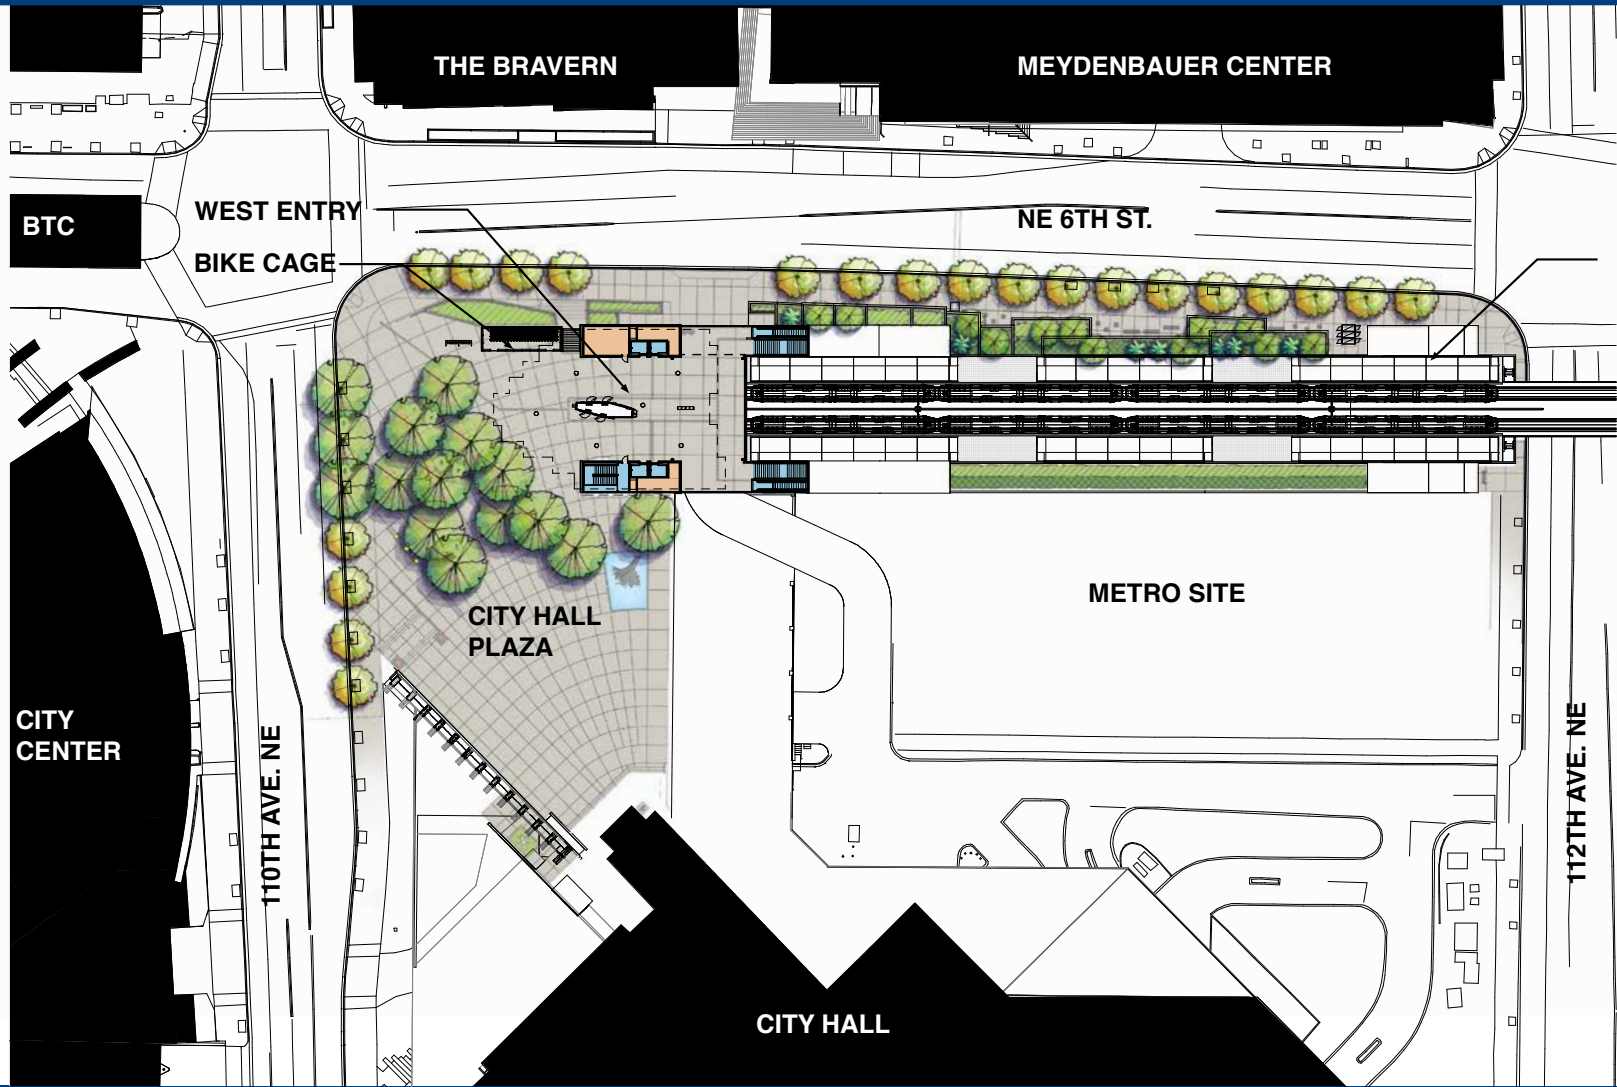 THE BRAVERN
MEYDENBAUER CENTER
BTC
WEST ENTRY
NE 6TH ST.
BIKE CAGE
METRO SITE
CITY HALL
PLAZA
CITY
CENTER
110TH AVE. NE
112TH AVE. NE
CITY HALL